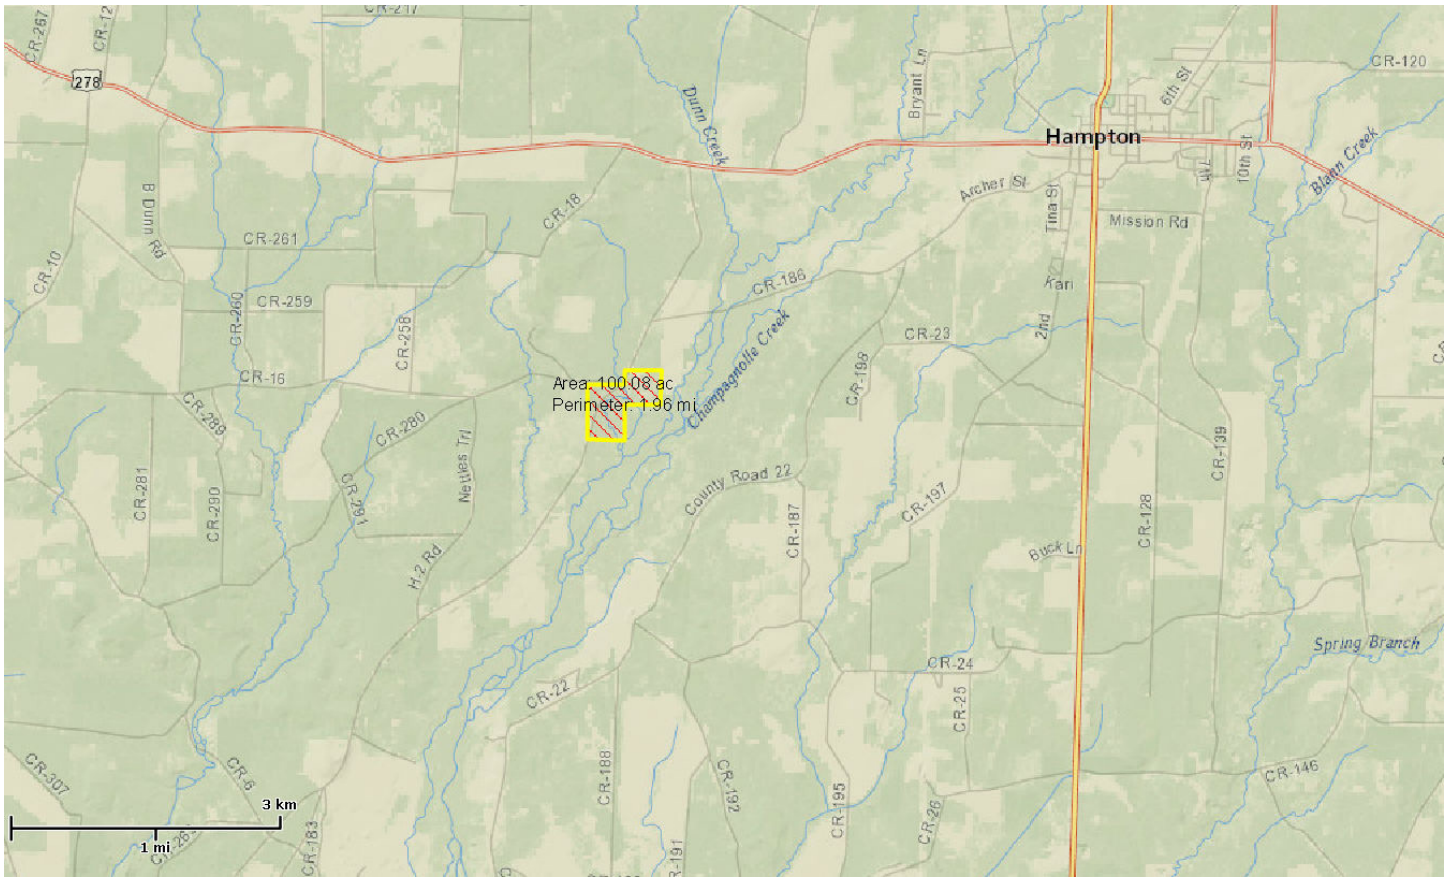 CR-217
CR-267
CR-12
278
CR-120
Bryant Ln
6th St
Dunn Creek
Hampton
10th St
7th
Blann Creek
Archer St
Tina St
Mission Rd
B Dunn Rd
CR-18
CR-261
CR-10
CR-186
Kari
CR-259
CR-260
CR-258
2nd
CR-23
Champagnolle Creek
CR-198
CR-16
Area: 100.08 ac
Perimeter: 1.96 mi
CR-289
CR-280
Nettles Trl
CR-139
CR-281
CR-290
CR-291
County Road 22
CR-197
CR-187
CR-128
Buck Ln
H-2 Rd
Spring Branch
CR-24
CR-22
CR-25
CR-307
CR-6
CR-188
CR-192
CR-195
CR-26
CR-146
3 km
1 mi
CR-183
CR-191